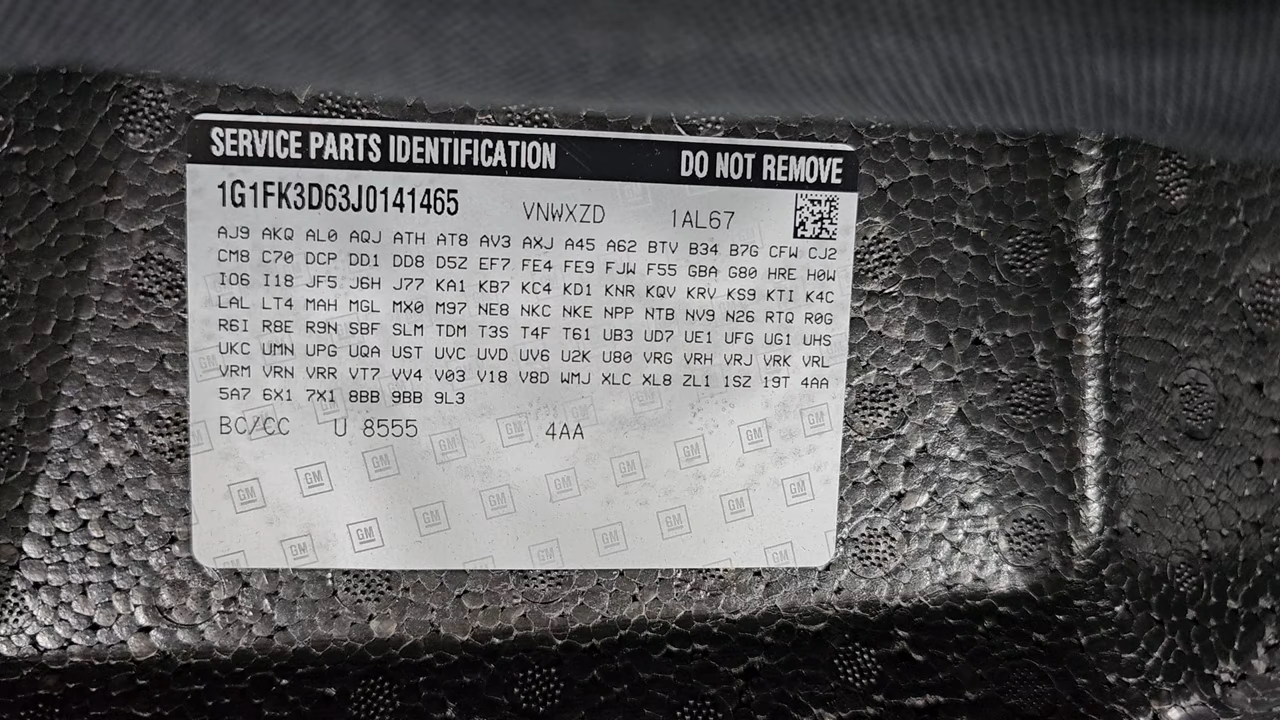 SERVICE PARTS IDENTIFICATION DO NOT REMOVE
1G1FK3D63J0141465 VNWXZD 1AL67
AJ9 AKQ AL0 AQJ ATH AT8 AV3 AXJ A45 A62 BTV B34 B7G CFW CJ2
CM8 C70 DCP DD1 DD8 D5Z EF7 FE4 FE9 FJW F55 GBA G80 HRE H0W
IO6 I18 JF5 J6H J77 KA1 KB7 KC4 KD1 KNR KQV KRV KS9 KTI K4C
LAL LT4 MAH MGL MX0 M97 NE8 NKC NKE NPP NTB NV9 N26 RTQ R0G
R6I R8E R9N SBF SLM TDM T3S T4F T61 UB3 UD7 UE1 UFG UG1 UHS
UKC UMN UPG UQA UST UVC UVD UV6 U2K U80 VRG VRH VRJ VRK VRL
VRM VRN VRR VT7 VV4 V03 V18 V8D WMJ XLC XL8 ZL1 1SZ 19T 4AA
5A7 6X1 7X1 8BB 9BB 9L3
BC/CC U 8555 4AA